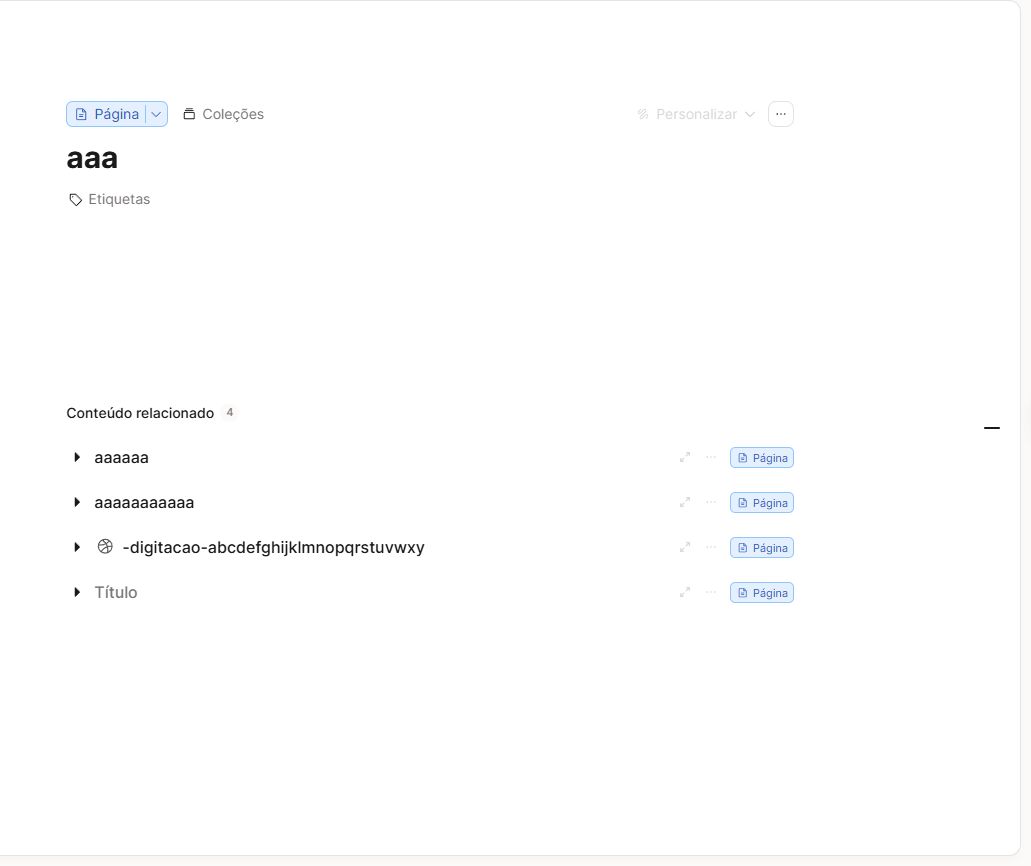 Página Coleções Personalizar ...
aaa
Etiquetas
Conteúdo relacionado 4
aaaaaa ... Página
aaaaaaaaaaa ... Página
-digitacao-abcdefghijklmnopqrstuvwxy ... Página
Título ... Página